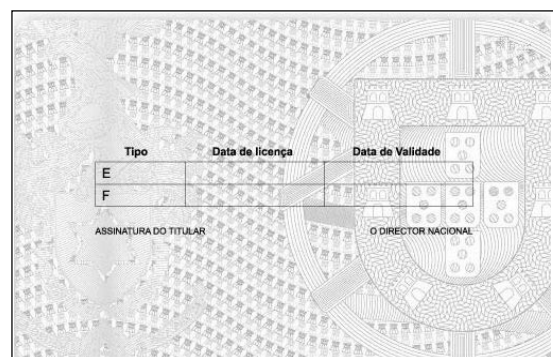 Tipo Data de licença Data de Validade
E
F
ASSINATURA DO TITULAR O DIRECTOR NACIONAL